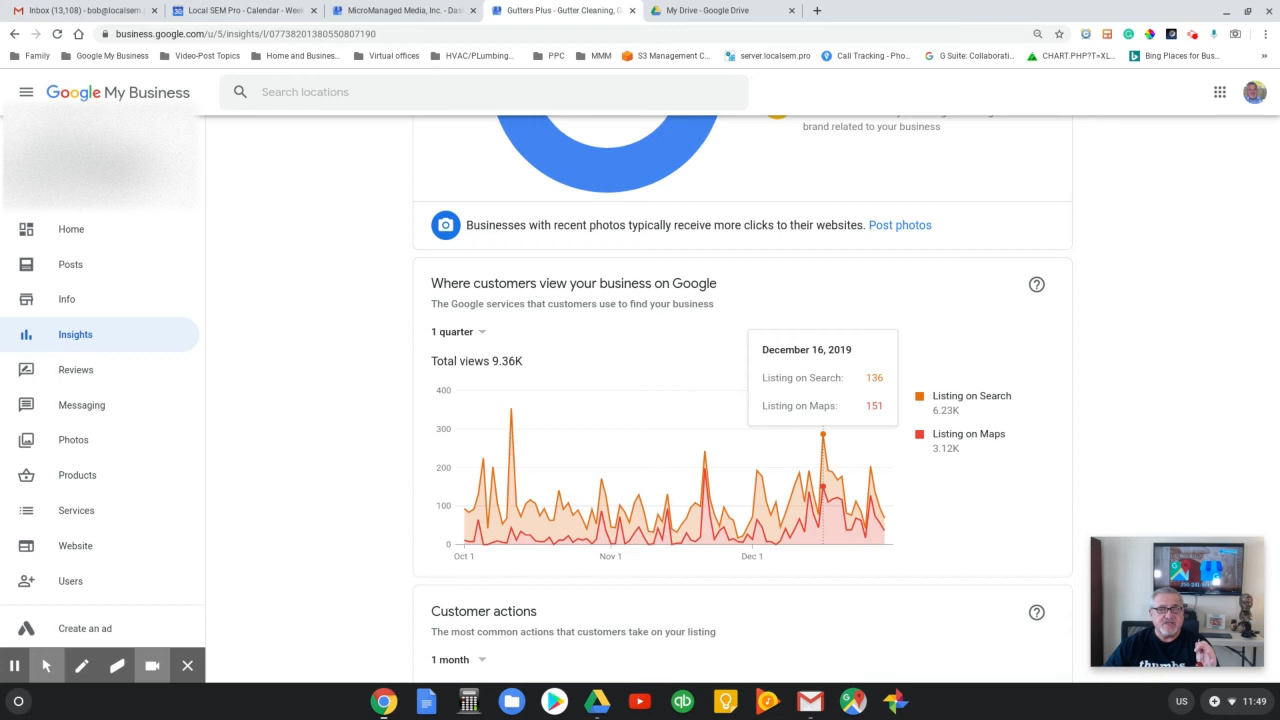 Inbox (13,108) - bob@localsem.
Local SEM Pro - Calendar - Week
MicroManaged Media, Inc. - Das
Gutters Plus - Gutter Cleaning, G
My Drive - Google Drive
business.google.com/u/5/insights/l/07738201380550807190
Family
Google My Business
Video-Post Topics
Home and Busines...
Virtual offices
HVAC/PLumbing...
PPC
MMM
S3 Management C...
server.localsem.pro
Call Tracking - Pho...
G Suite: Collaborati...
CHART.PHP?T=XL...
Bing Places for Bus...
Google My Business
Search locations
brand related to your business
Businesses with recent photos typically receive more clicks to their websites. Post photos
Home
Posts
Info
Insights
Reviews
Messaging
Photos
Products
Services
Website
Users
Create an ad
Where customers view your business on Google
The Google services that customers use to find your business
1 quarter
Total views 9.36K
400
300
200
100
0
Oct 1
Nov 1
Dec 1
December 16, 2019
Listing on Search: 136
Listing on Maps: 151
Listing on Search
6.23K
Listing on Maps
3.12K
Customer actions
The most common actions that customers take on your listing
1 month
thumbs
US
11:49